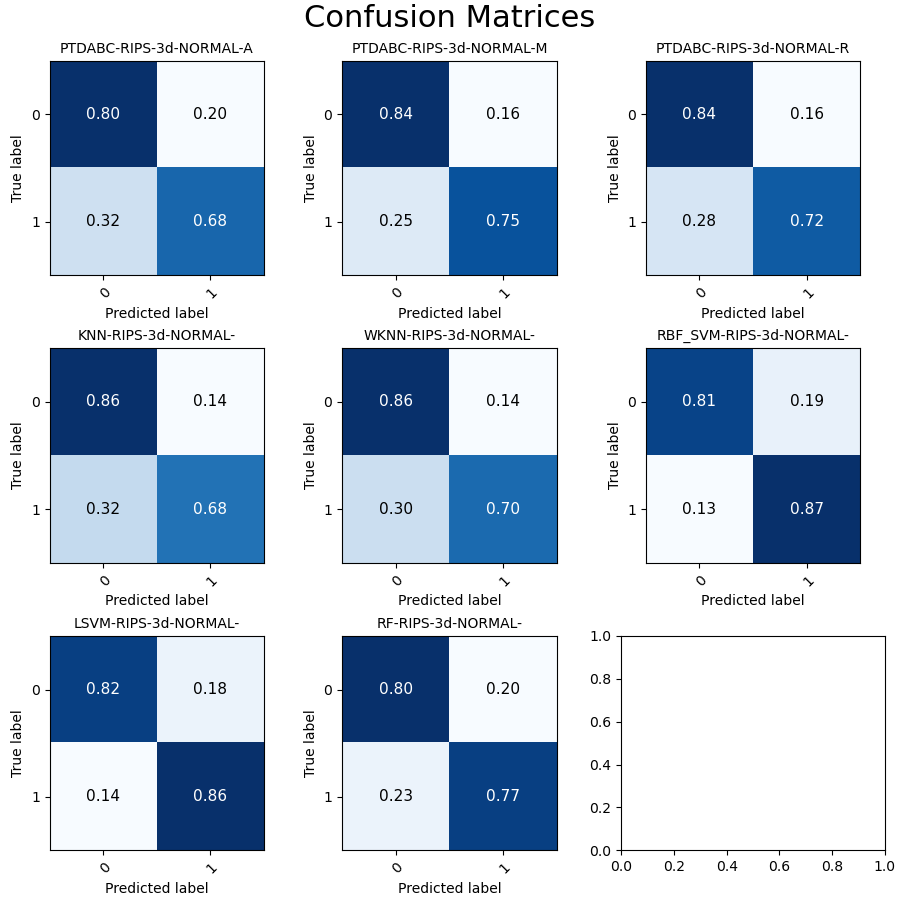 Confusion Matrices
PTDABC-RIPS-3d-NORMAL-A
0
0.80
0.20
1
0.32
0.68
True label
0
1
Predicted label
PTDABC-RIPS-3d-NORMAL-M
0
0.84
0.16
1
0.25
0.75
True label
0
1
Predicted label
PTDABC-RIPS-3d-NORMAL-R
0
0.84
0.16
1
0.28
0.72
True label
0
1
Predicted label
KNN-RIPS-3d-NORMAL-
0
0.86
0.14
1
0.32
0.68
True label
0
1
Predicted label
WKNN-RIPS-3d-NORMAL-
0
0.86
0.14
1
0.30
0.70
True label
0
1
Predicted label
RBF_SVM-RIPS-3d-NORMAL-
0
0.81
0.19
1
0.13
0.87
True label
0
1
Predicted label
LSVM-RIPS-3d-NORMAL-
0
0.82
0.18
1
0.14
0.86
True label
0
1
Predicted label
RF-RIPS-3d-NORMAL-
0
0.80
0.20
1
0.23
0.77
True label
0
1
Predicted label
1.0
0.8
0.6
0.4
0.2
0.0
0.0 0.2 0.4 0.6 0.8 1.0